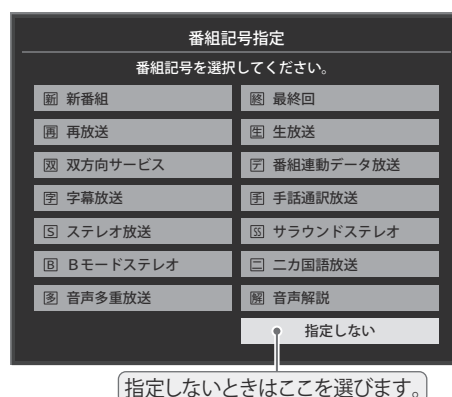 番組記号指定
番組記号を選択してください。
新 新番組
終 最終回
再 再放送
生 生放送
双 双方向サービス
デ 番組連動データ放送
字 字幕放送
手 手話通訳放送
S ステレオ放送
SS サラウンドステレオ
B Bモードステレオ
二 二カ国語放送
多 音声多重放送
解 音声解説
指定しない
指定しないときはここを選びます。